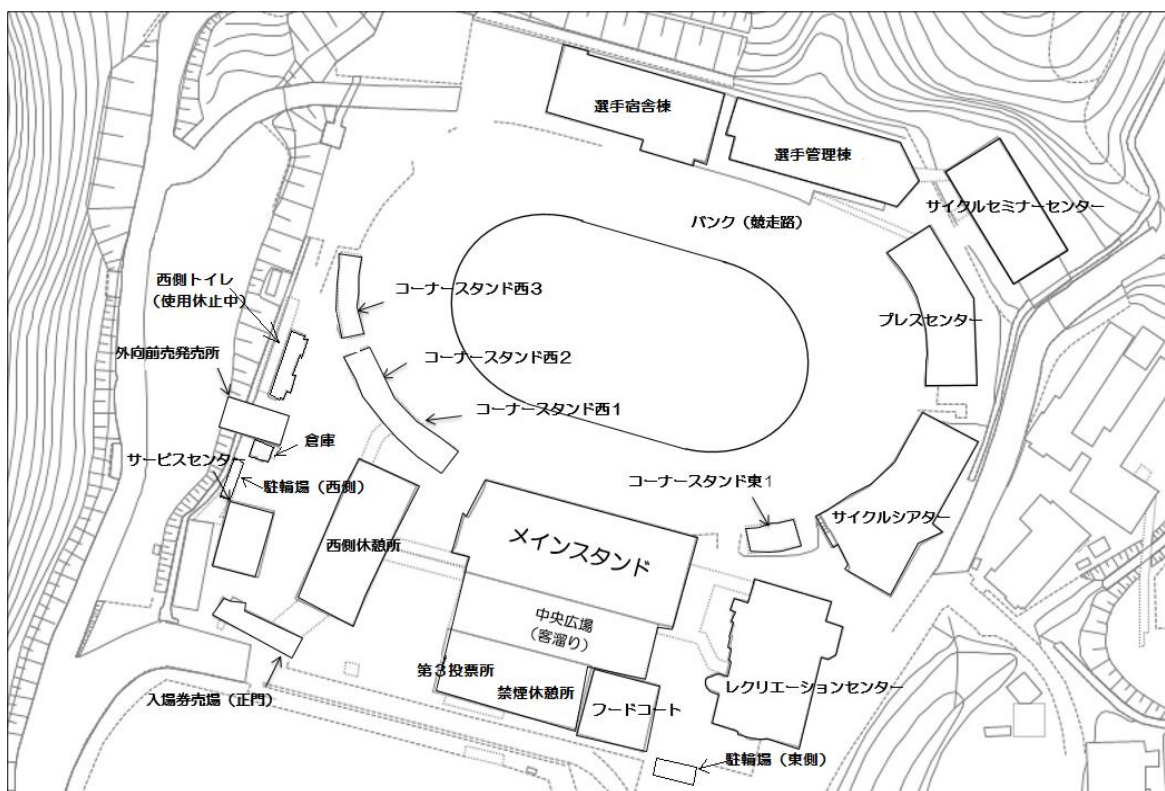 選手宿舎棟
選手管理棟
サイクルセミナーセンター
バンク（競走路）
西側トイレ
（使用休止中）
コーナースタンド西３
プレスセンター
外向前売発売所
コーナースタンド西２
コーナースタンド西１
倉庫
サービスセンター
駐輪場（西側）
コーナースタンド東１
サイクルシアター
メインスタンド
西側休憩所
中央広場
（客溜り）
第３投票所
禁煙休憩所
フードコート
レクリエーションセンター
入場券売場（正門）
駐輪場（東側）